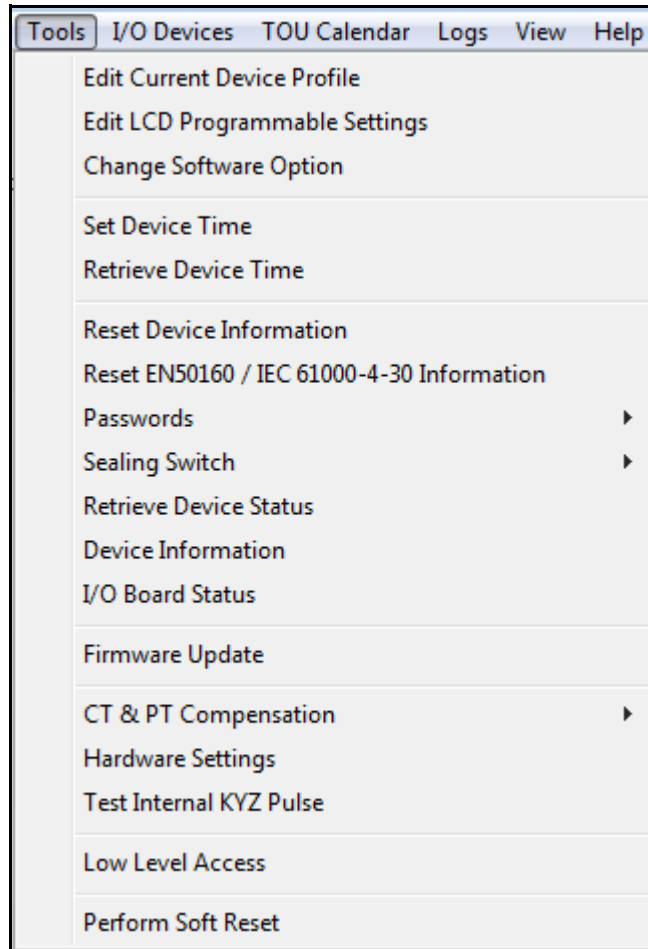 Tools I/O Devices TOU Calendar Logs View Help
Edit Current Device Profile
Edit LCD Programmable Settings
Change Software Option
Set Device Time
Retrieve Device Time
Reset Device Information
Reset EN50160 / IEC 61000-4-30 Information
Passwords
Sealing Switch
Retrieve Device Status
Device Information
I/O Board Status
Firmware Update
CT & PT Compensation
Hardware Settings
Test Internal KYZ Pulse
Low Level Access
Perform Soft Reset